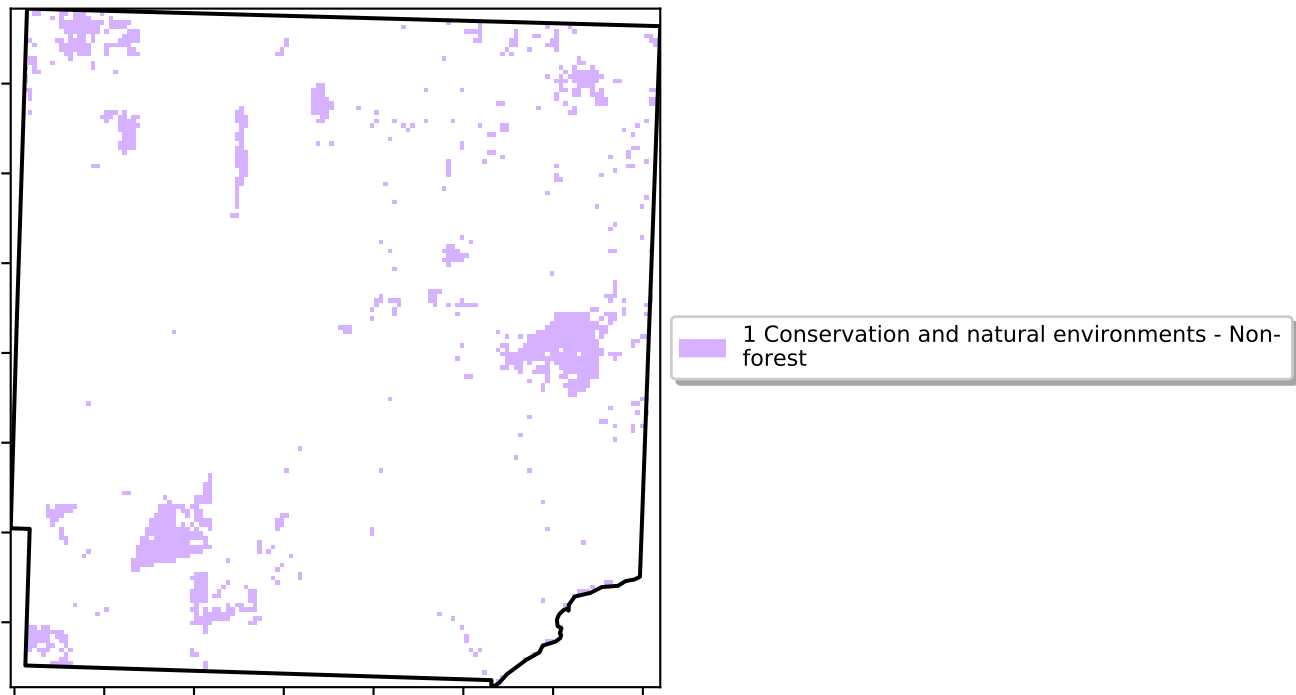 1 Conservation and natural environments - Non-
forest